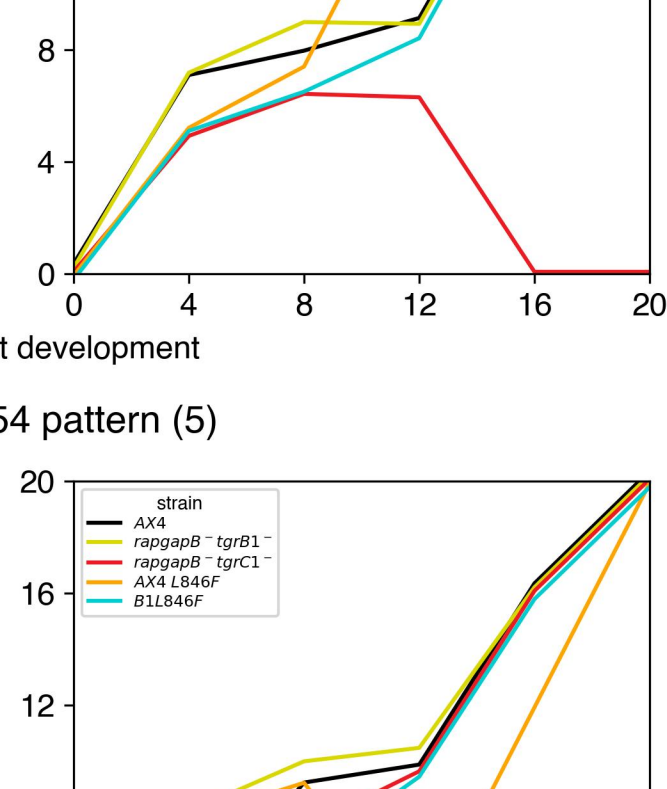 8
4
0
0 4 8 12 16 20
t development
54 pattern (5)
20
strain
AX4
rapgapB⁻tgrB1⁻
rapgapB⁻tgrC1⁻
AX4 L846F
B1L846F
16
12